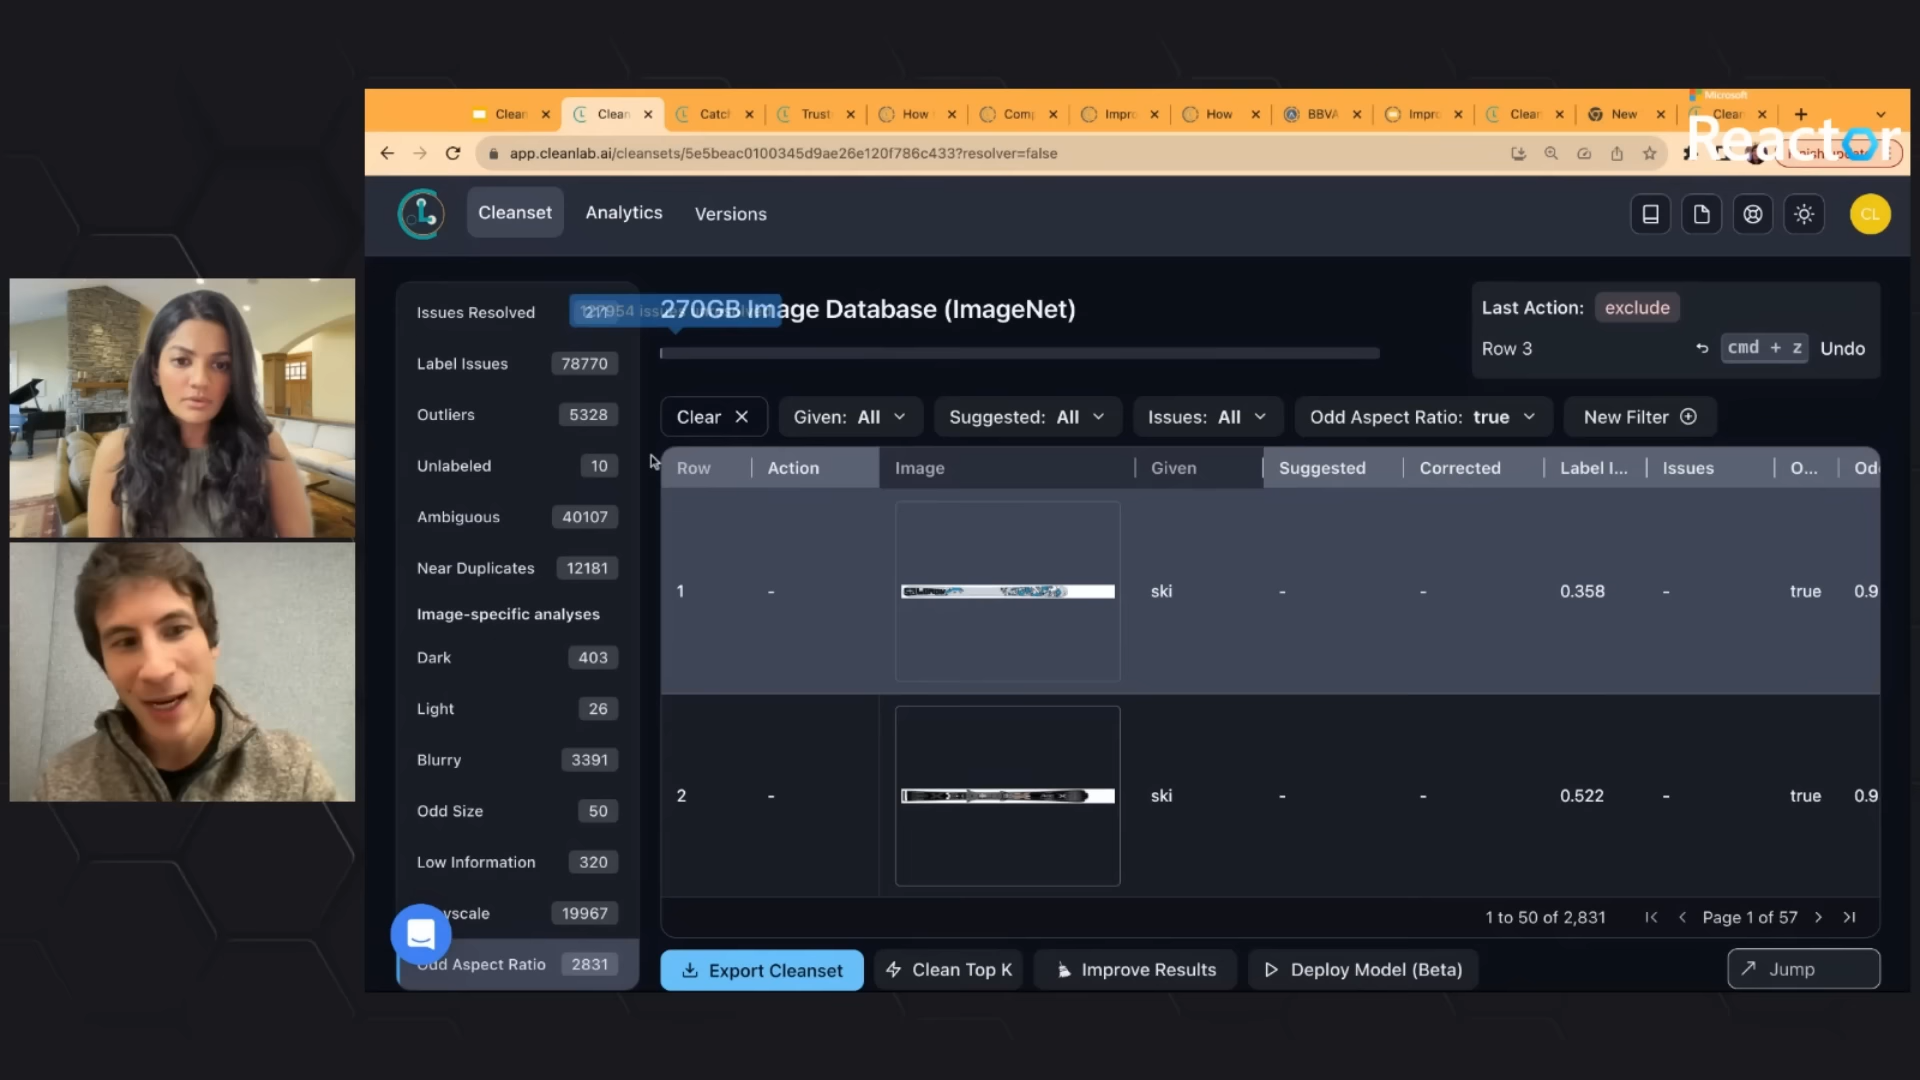 Microsoft
Reactor
Clean
Clean
Catch
Trust
How
Comp
Impro
How
BBVA
Impro
Clean
New
Clean
app.cleanlab.ai/cleansets/5e5beac0100345d9ae26e120f786c433?resolver=false
Cleanset
Analytics
Versions
CL
Issues Resolved
Label Issues 78770
Outliers 5328
Unlabeled 10
Ambiguous 40107
Near Duplicates 12181
Image-specific analyses
Dark 403
Light 26
Blurry 3391
Odd Size 50
Low Information 320
yscale 19967
Odd Aspect Ratio 2831
270GB Image Database (ImageNet)
Last Action: exclude
Row 3 cmd + z Undo
Clear
Given: All
Suggested: All
Issues: All
Odd Aspect Ratio: true
New Filter
Row Action Image Given Suggested Corrected Label I... Issues O... Od
1 - ski - - 0.358 - true 0.9
2 - ski - - 0.522 - true 0.9
1 to 50 of 2,831 Page 1 of 57
Export Cleanset
Clean Top K
Improve Results
Deploy Model (Beta)
Jump